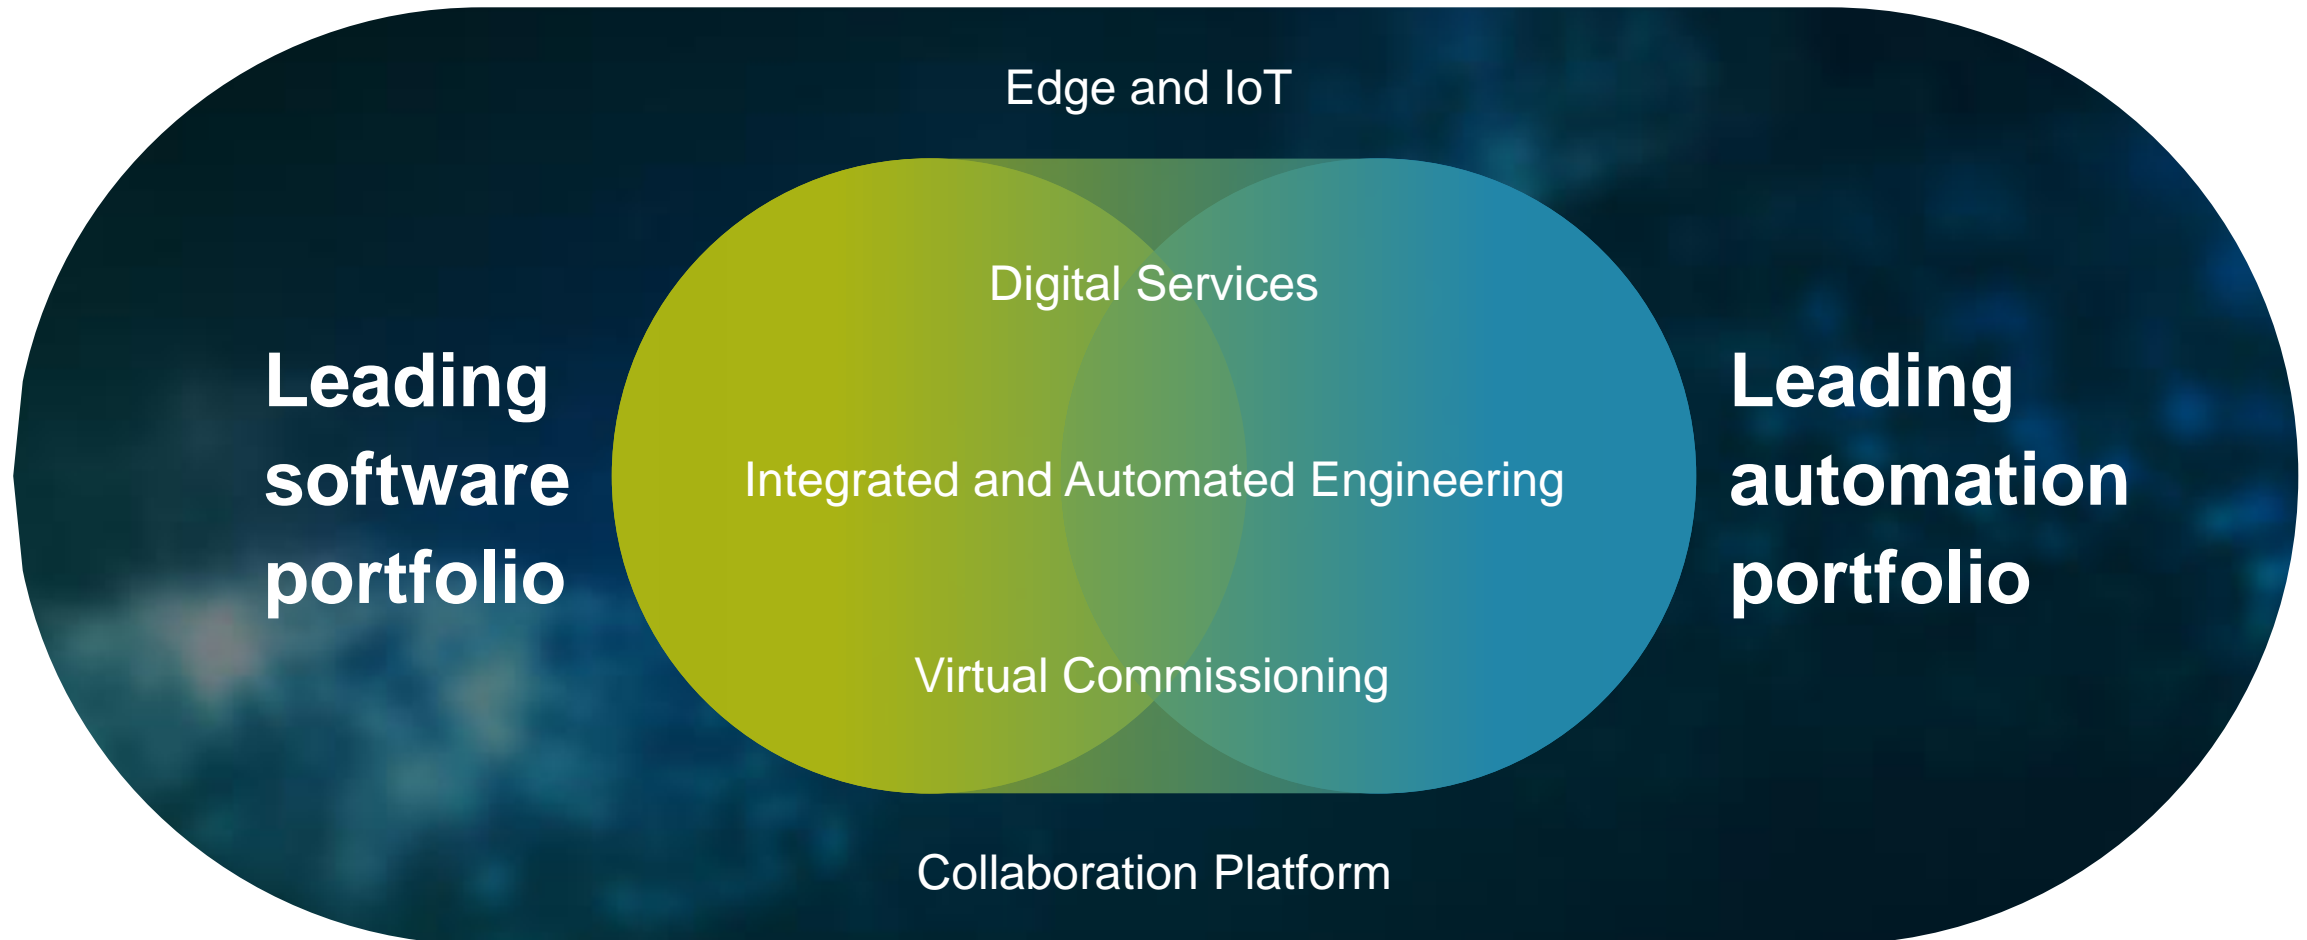 Edge and IoT
Digital Services
Leading
software
portfolio
Integrated and Automated Engineering
Leading
automation
portfolio
Virtual Commissioning
Collaboration Platform